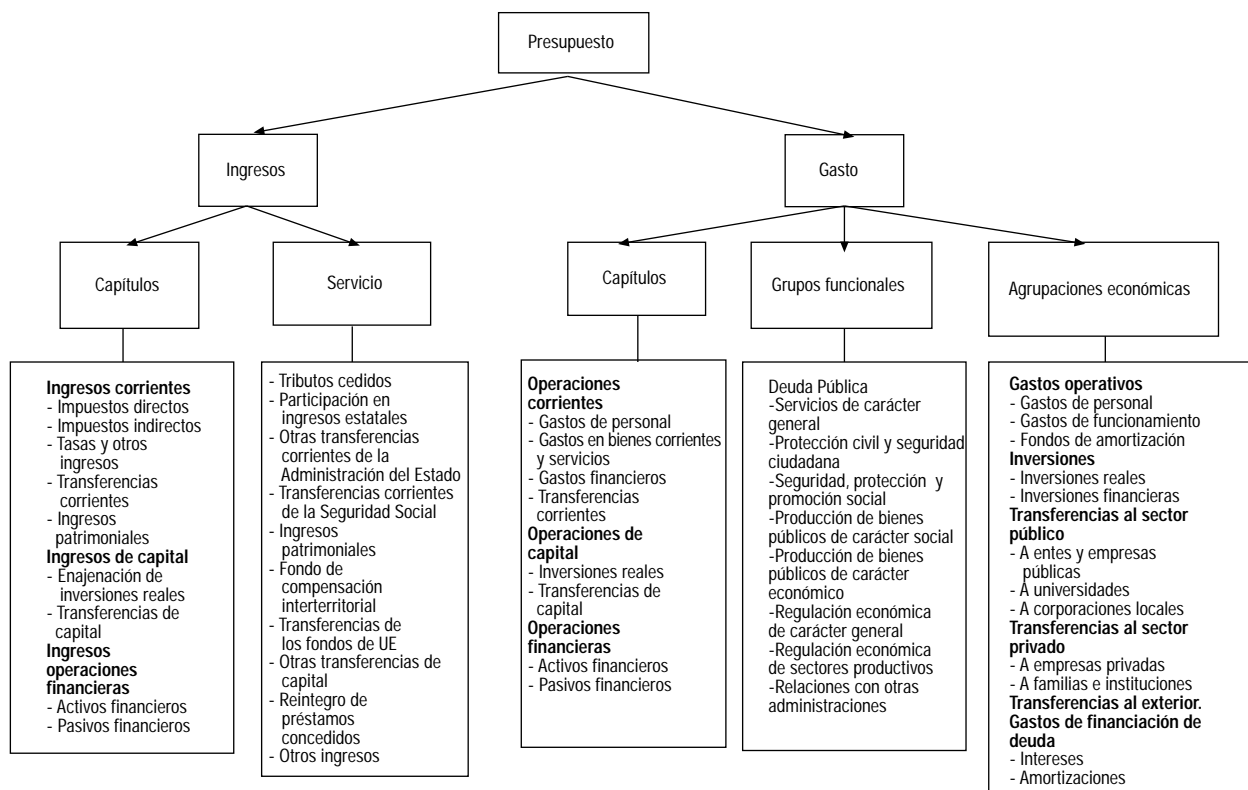 Presupuesto
Ingresos
Gasto
Capítulos
Servicio
Capítulos
Grupos funcionales
Agrupaciones económicas
Ingresos corrientes
- Impuestos directos
- Impuestos indirectos
- Tasas y otros
ingresos
- Transferencias
corrientes
- Ingresos
patrimoniales
Ingresos de capital
- Enajenación de
inversiones reales
- Transferencias de
capital
Ingresos
operaciones
financieras
- Activos financieros
- Pasivos financieros
- Tributos cedidos
- Participación en
ingresos estatales
- Otras transferencias
corrientes de la
Administración del Estado
- Transferencias corrientes
de la Seguridad Social
- Ingresos
patrimoniales
- Fondo de
compensación
interterritorial
- Transferencias de
los fondos de UE
- Otras transferencias de
capital
- Reintegro de
préstamos
concedidos
- Otros ingresos
Operaciones
corrientes
- Gastos de personal
- Gastos en bienes corrientes
y servicios
- Gastos financieros
- Transferencias
corrientes
Operaciones de
capital
- Inversiones reales
- Transferencias de
capital
Operaciones
financieras
- Activos financieros
- Pasivos financieros
Deuda Pública
-Servicios de carácter
general
-Protección civil y seguridad
ciudadana
-Seguridad, protección y
promoción social
-Producción de bienes
públicos de carácter social
-Producción de bienes
públicos de carácter
económico
-Regulación económica
de carácter general
-Regulación económica
de sectores productivos
-Relaciones con otras
administraciones
Gastos operativos
- Gastos de personal
- Gastos de funcionamiento
- Fondos de amortización
Inversiones
- Inversiones reales
- Inversiones financieras
Transferencias al sector
público
- A entes y empresas
públicas
- A universidades
- A corporaciones locales
Transferencias al sector
privado
- A empresas privadas
- A familias e instituciones
Transferencias al exterior.
Gastos de financiación de
deuda
- Intereses
- Amortizaciones